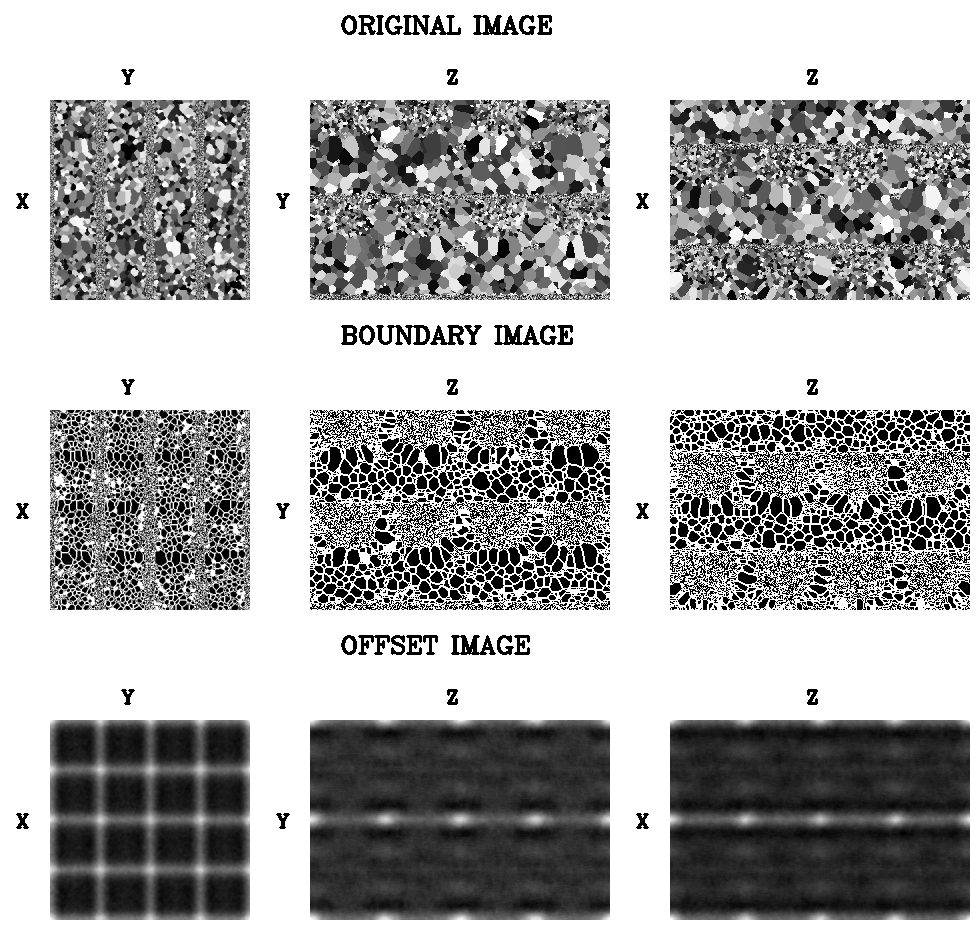 ORIGINAL IMAGE
Y Z Z
X Y X
BOUNDARY IMAGE
Y Z Z
X Y X
OFFSET IMAGE
Y Z Z
X Y X